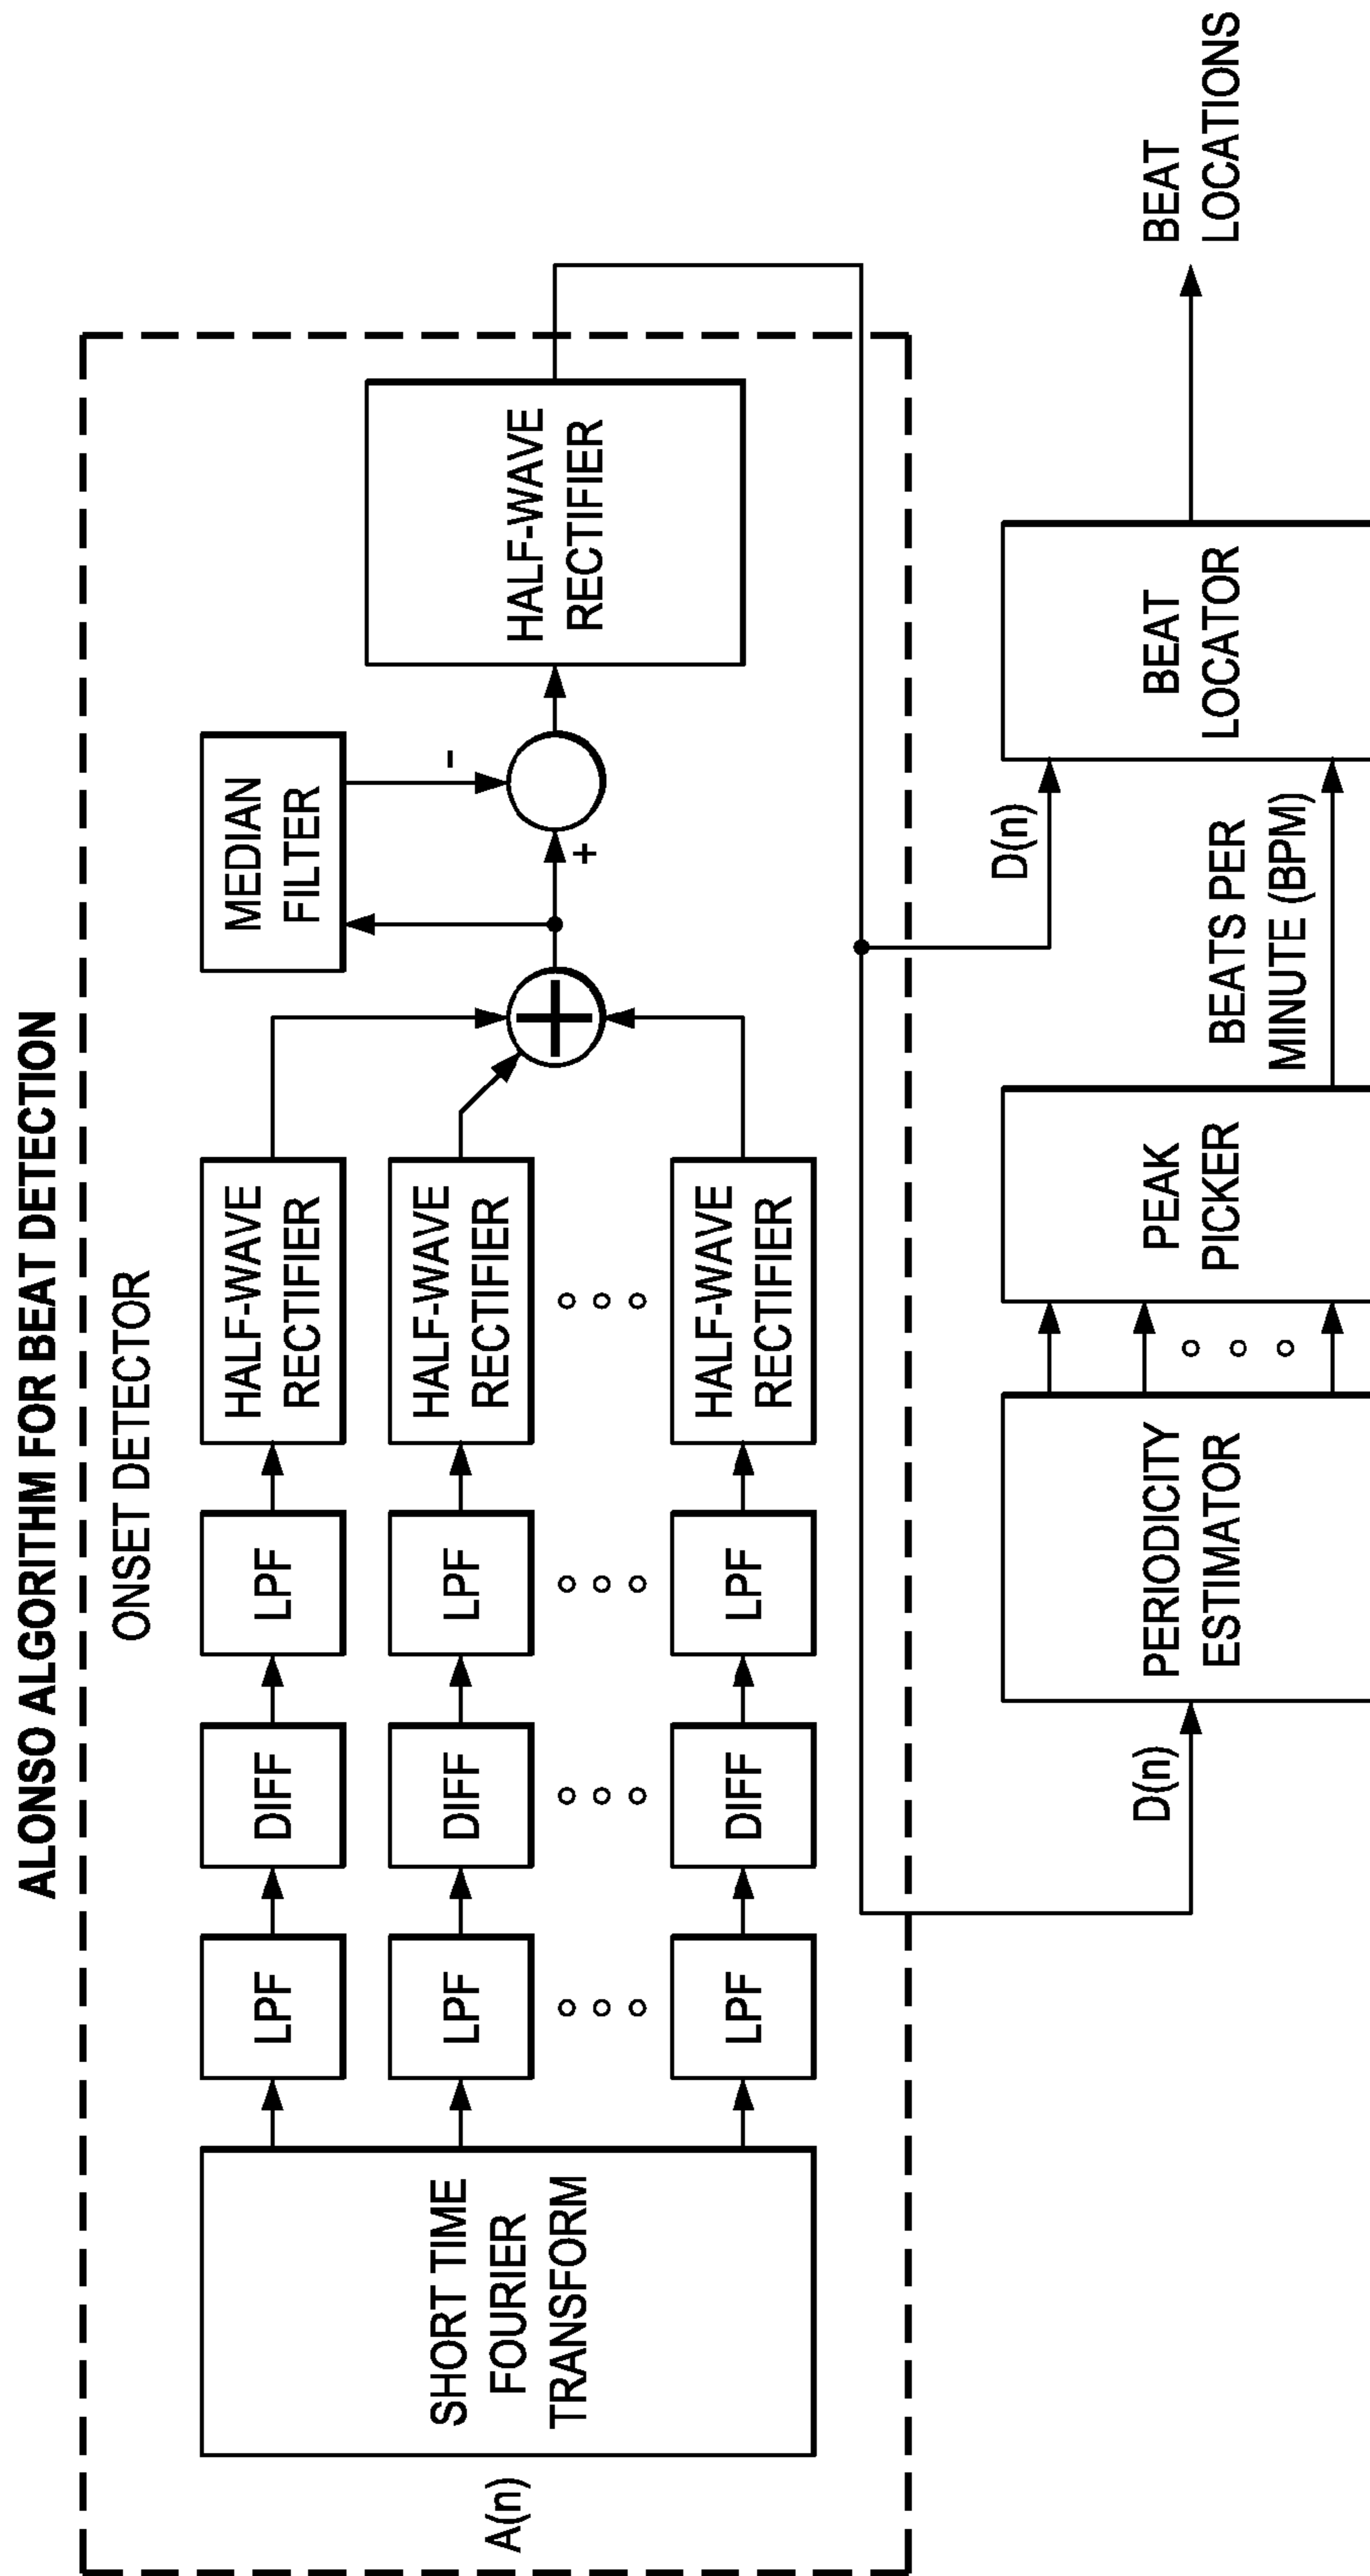 ALONSO ALGORITHM FOR BEAT DETECTION
ONSET DETECTOR
A(n)
SHORT TIME
FOURIER
TRANSFORM
LPF
DIFF
LPF
HALF-WAVE
RECTIFIER
LPF
DIFF
LPF
HALF-WAVE
RECTIFIER
LPF
DIFF
LPF
HALF-WAVE
RECTIFIER
MEDIAN
FILTER
-
+
HALF-WAVE
RECTIFIER
D(n)
PERIODICITY
ESTIMATOR
PEAK
PICKER
BEATS PER
MINUTE (BPM)
D(n)
BEAT
LOCATOR
BEAT
LOCATIONS